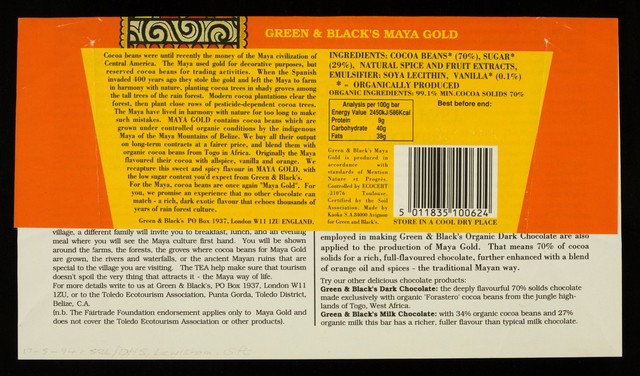 GREEN & BLACK'S MAYA GOLD
Cocoa beans were until recently the money of the Maya civilization of
Central America. The Maya used gold for decorative purposes, but
reserved cocoa beans for trading activities. When the Spanish
invaded 400 years ago they stole the gold and left the Maya to farm
in harmony with nature, planting cocoa trees in shady groves among
the tall trees of the rain forest. Modern cocoa plantations clear the
forest, then plant close rows of pesticide-dependent cocoa trees.
The Maya have lived in harmony with nature for too long to make
such mistakes. MAYA GOLD contains cocoa beans which are
grown under controlled organic conditions by the indigenous
Maya of the Maya Mountains of Belize. We buy all their output
on long-term contracts at a fairer price, and blend them with
organic cocoa beans from Togo in Africa. Originally the Maya
flavoured their cocoa with allspice, vanilla and orange. We
recapture this sweet and spicy flavour in MAYA GOLD, with
the low sugar content you'd expect from Green & Black's.
For the Maya, cocoa beans are once again "Maya Gold". For
you, we promise an experience that no other chocolate can
match - a rich, dark exotic flavour that echoes thousands of
years of rain forest culture.
Green & Black's PO Box 1937, London W11 1ZU ENGLAND.
INGREDIENTS: COCOA BEANS* (70%), SUGAR*
(29%), NATURAL SPICE AND FRUIT EXTRACTS,
EMULSIFIER: SOYA LECITHIN, VANILLA* (0.1%)
* = ORGANICALLY PRODUCED
ORGANIC INGREDIENTS: 99.1% MIN.COCOA SOLIDS 70%
Analysis per 100g bar
Energy Value 2450kJ/586Kcal
Protein 9g
Carbohydrate 40g
Fats 39g
Best before end:
Green & Black's Maya
Gold is produced in
accordance with
standards of Mention
Nature et Progrès.
Controlled by ECOCERT
-31076 Toulouse.
Certified by the Soil
Association. Made by
Kaoka S.A 84000 Avignon
for Green and Black's.
5 011835 100624
STORE IN A COOL DRY PLACE
village, a different family will invite you to breakfast, lunch, and an evening
meal where you will see the Maya culture first hand. You will be shown
around the farms, the forests, the groves where cocoa beans for Maya Gold
are grown, the rivers and waterfalls, or the ancient Mayan ruins that are
special to the village you are visiting. The TEA help make sure that tourism
doesn't spoil the very thing that attracts it - the Maya way of life.
For more details write to us at Green & Black's, PO Box 1937, London W11
1ZU, or to the Toledo Ecotourism Association, Punta Gorda, Toledo District,
Belize, C.A.
(n.b. The Fairtrade Foundation endorsement applies only to Maya Gold and
does not cover the Toledo Ecotourism Association or other products).
employed in making Green & Black's Organic Dark Chocolate are also
applied to the production of Maya Gold. That means 70% of cocoa
solids for a rich, full-flavoured chocolate, further enhanced with a blend
of orange oil and spices - the traditional Mayan way.
Try our other delicious chocolate products:
Green & Black's Dark Chocolate: the deeply flavourful 70% solids chocolate
made exclusively with organic 'Forastero' cocoa beans from the jungle high-
lands of Togo, West Africa.
Green & Black's Milk Chocolate: with 34% organic cocoa beans and 27%
organic milk this bar has a richer, fuller flavour than typical milk chocolate.